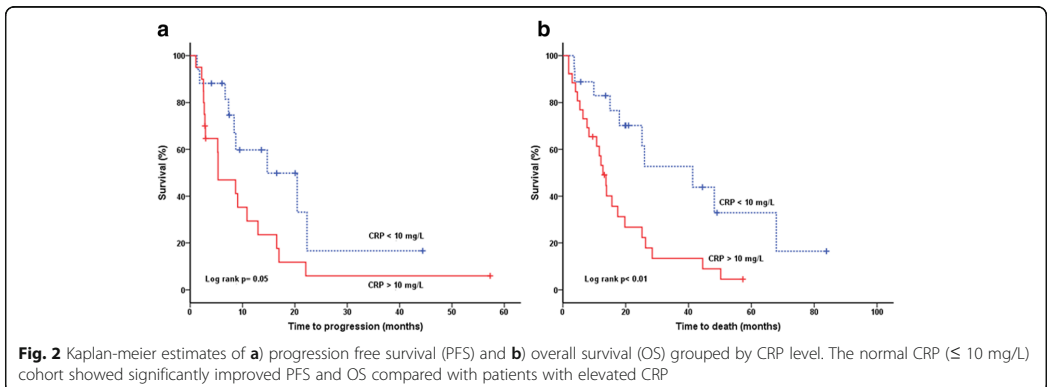 a
100
80
60
40
20
0
Survival (%)
CRP < 10 mg/L
CRP > 10 mg/L
Log rank p= 0.05
0 10 20 30 40 50 60
Time to progression (months)
b
100
80
60
40
20
0
Survival (%)
CRP < 10 mg/L
CRP > 10 mg/L
Log rank p< 0.01
0 20 40 60 80 100
Time to death (months)
Fig. 2 Kaplan-meier estimates of a) progression free survival (PFS) and b) overall survival (OS) grouped by CRP level. The normal CRP (≤ 10 mg/L)
cohort showed significantly improved PFS and OS compared with patients with elevated CRP